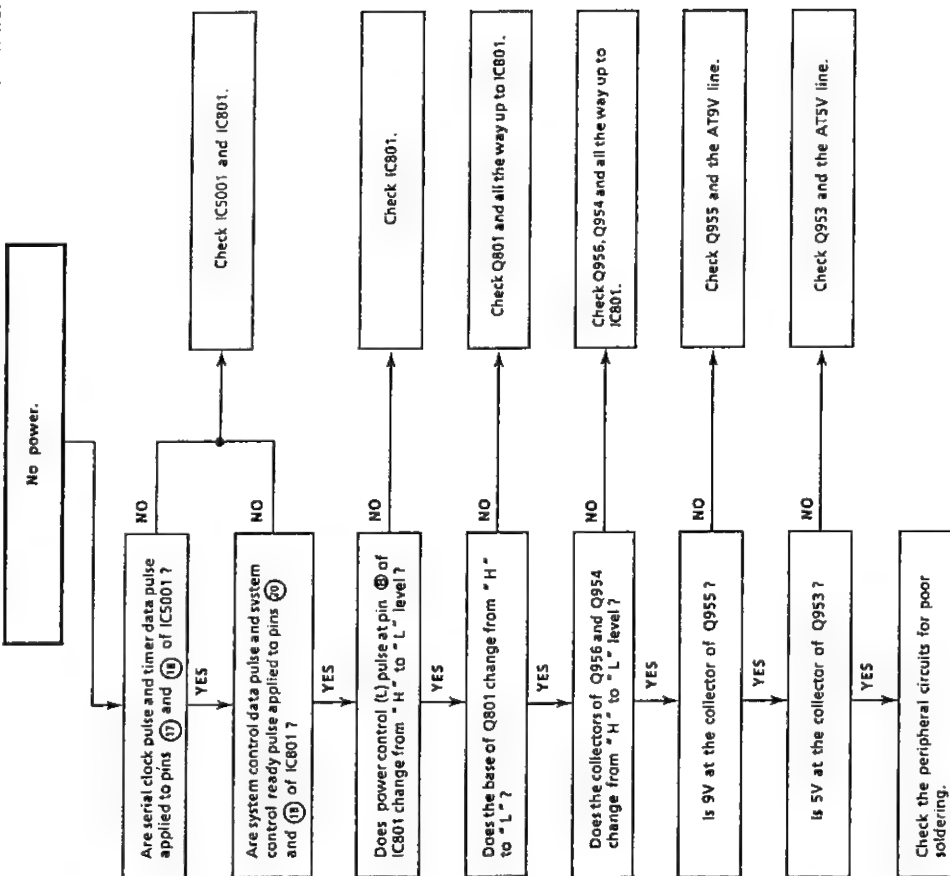 No power.
Are serial clock pulse and timer data pulse
applied to pins ⑰ and ⑱ of IC5001 ?
NO
YES
Are system control data pulse and system
control ready pulse applied to pins ⑳
and ⑲ of IC801 ?
NO
Check IC5001 and IC801.
YES
Does power control (L) pulse at pin of
IC801 change from "H" to "L" level ?
NO
Check IC801.
YES
Does the base of Q801 change from "H"
to "L" ?
NO
Check Q801 and all the way up to IC801.
YES
Does the collectors of Q956 and Q954
change from "H" to "L" level ?
NO
Check Q956, Q954 and all the way up to
IC801.
YES
Is 9V at the collector of Q955 ?
NO
Check Q955 and the AT9V line.
YES
Is 5V at the collector of Q953 ?
NO
Check Q953 and the AT5V line.
YES
Check the peripheral circuits for poor
soldering.